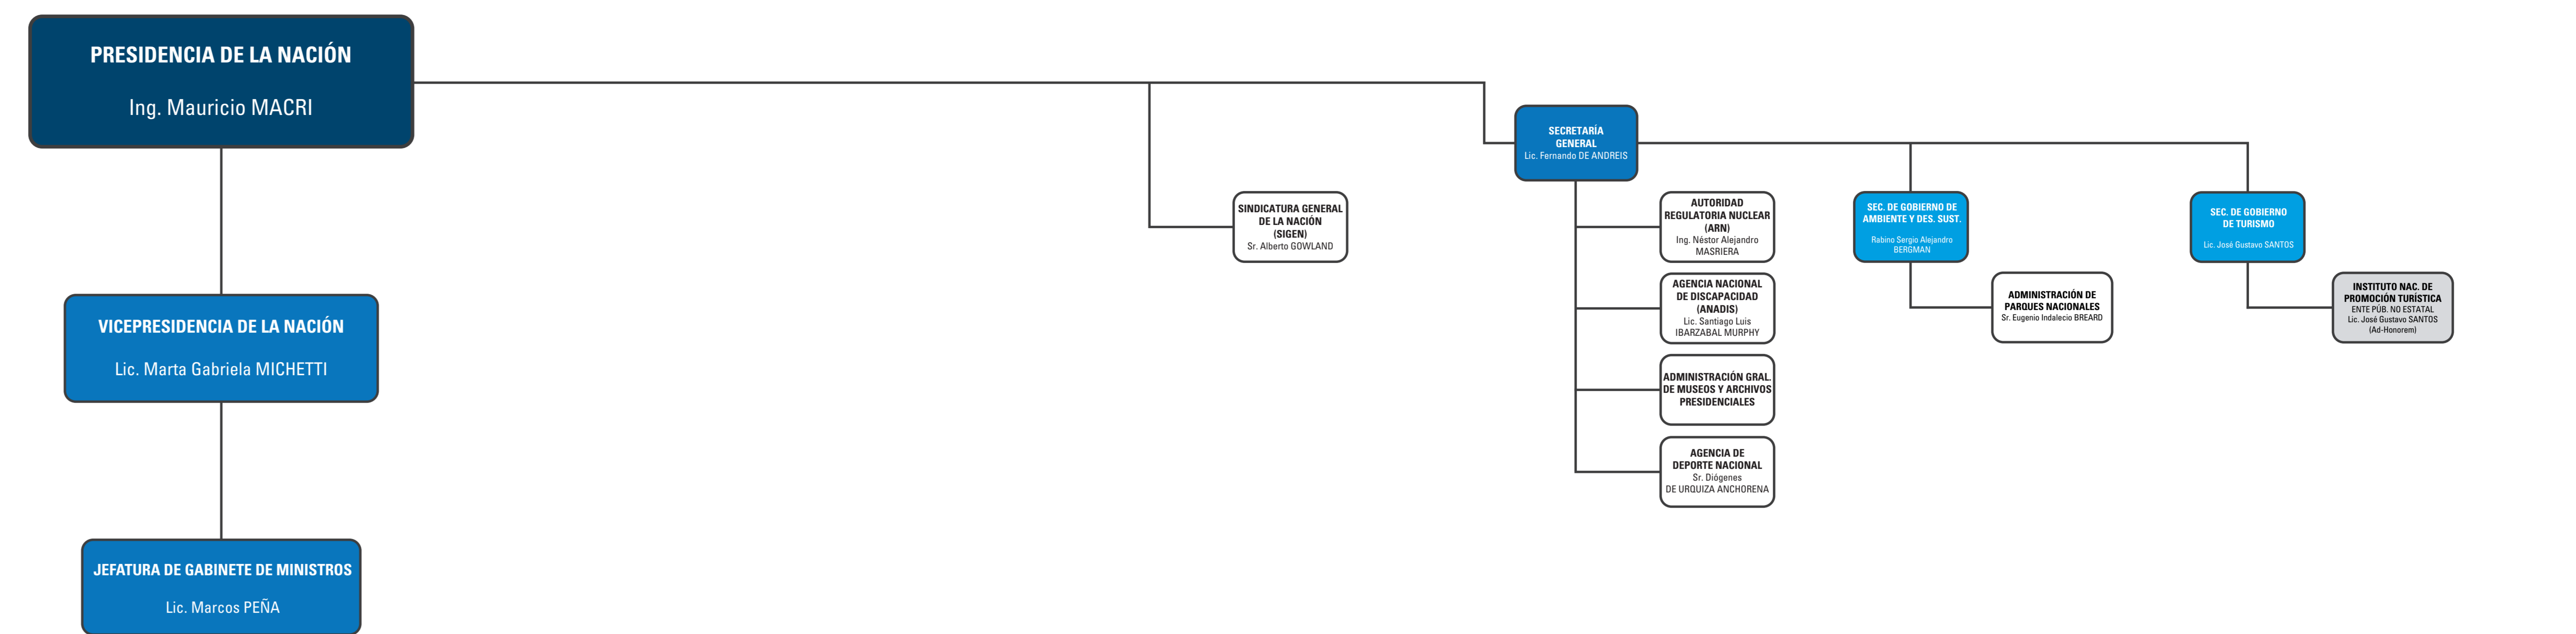 PRESIDENCIA DE LA NACIÓN
Ing. Mauricio MACRI
VICEPRESIDENCIA DE LA NACIÓN
Lic. Marta Gabriela MICHETTI
JEFATURA DE GABINETE DE MINISTROS
Lic. Marcos PEÑA
SINDICATURA GENERAL
DE LA NACIÓN
(SIGEN)
Sr. Alberto GOWLAND
SECRETARÍA
GENERAL
Lic. Fernando DE ANDREIS
AUTORIDAD
REGULATORIA NUCLEAR
(ARN)
Ing. Néstor Alejandro
MASRIERA
AGENCIA NACIONAL
DE DISCAPACIDAD
(ANADIS)
Lic. Santiago Luis
IBARZABAL MURPHY
ADMINISTRACIÓN GRAL.
DE MUSEOS Y ARCHIVOS
PRESIDENCIALES
AGENCIA DE
DEPORTE NACIONAL
Sr. Diógenes
DE URQUIZA ANCHORENA
SEC. DE GOBIERNO DE
AMBIENTE Y DES. SUST.
Rabino Sergio Alejandro
BERGMAN
ADMINISTRACIÓN DE
PARQUES NACIONALES
Sr. Eugenio Indalecio BREARD
SEC. DE GOBIERNO
DE TURISMO
Lic. José Gustavo SANTOS
INSTITUTO NAC. DE
PROMOCIÓN TURÍSTICA
ENTE PÚB. NO ESTATAL
Lic. José Gustavo SANTOS
(Ad-Honorem)